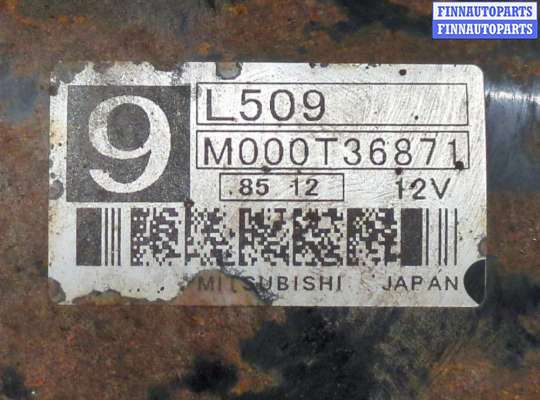 FINNAUTOPARTS
FINNAUTOPARTS
9
L509
M000T36871
85 12
12V
MITSUBISHI JAPAN